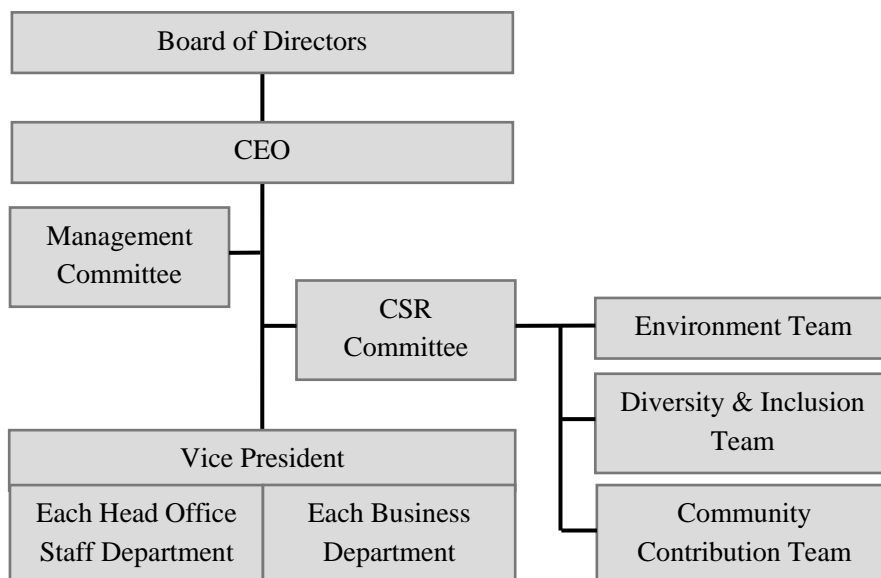 Board of Directors
CEO
Management
Committee
CSR
Committee
Environment Team
Diversity & Inclusion
Team
Community
Contribution Team
Vice President
Each Head Office
Staff Department
Each Business
Department